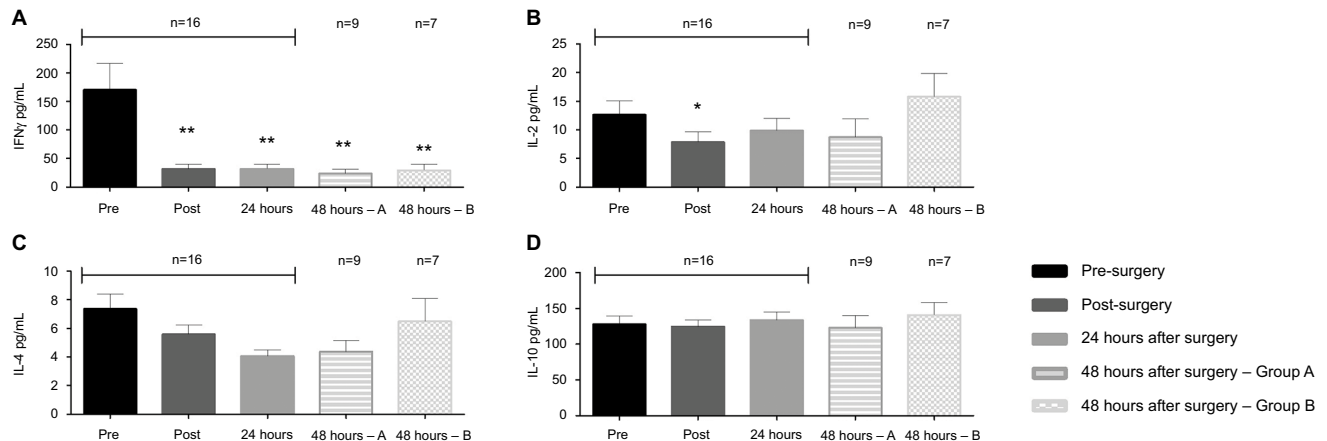 A
n=16 n=9 n=7
250
200
150
100
50
0
IFNγ pg/mL
** ** ** **
Pre Post 24 hours 48 hours – A 48 hours – B
B
n=16 n=9 n=7
25
20
15
10
5
0
IL-2 pg/mL
*
Pre Post 24 hours 48 hours – A 48 hours – B
C
n=16 n=9 n=7
10
8
6
4
2
0
IL-4 pg/mL
Pre Post 24 hours 48 hours – A 48 hours – B
D
n=16 n=9 n=7
200
150
100
50
0
IL-10 pg/mL
Pre Post 24 hours 48 hours – A 48 hours – B
Pre-surgery
Post-surgery
24 hours after surgery
48 hours after surgery – Group A
48 hours after surgery – Group B